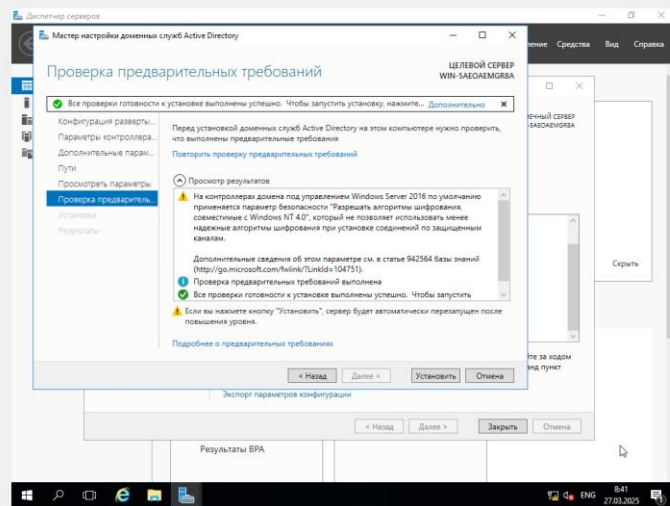 Диспетчер серверов
Мастер настройки доменных служб Active Directory
Средства
Вид
Справка
Проверка предварительных требований
ЦЕЛЕВОЙ СЕРВЕР
WIN-5AEOAEMGR8A
Все проверки готовности к установке выполнены успешно. Чтобы запустить установку, нажмите... Дополнительно
Конфигурация разверты...
Параметры контроллера...
Дополнительные парам...
Пути
Просмотреть параметры
Проверка предваритель...
Установка
Результаты
Перед установкой доменных служб Active Directory на этом компьютере нужно проверить,
что выполнены предварительные требования
Повторить проверку предварительных требований
Просмотр результатов
На контроллерах домена под управлением Windows Server 2016 по умолчанию
применяется параметр безопасности "Разрешать алгоритмы шифрования,
совместимые с Windows NT 4.0", который не позволяет использовать менее
надежные алгоритмы шифрования при установке соединений по защищенным
каналам.
Дополнительные сведения об этом параметре см. в статье 942564 базы знаний
(http://go.microsoft.com/fwlink/?LinkId=104751).
Проверка предварительных требований выполнена
Все проверки готовности к установке выполнены успешно. Чтобы запустить
Если вы нажмете кнопку "Установить", сервер будет автоматически перезапущен после
повышения уровня.
Подробнее о предварительных требованиях
< Назад
Далее >
Установить
Отмена
Скрыть
те за ходом
пункт
Экспорт параметров конфигурации
< Назад
Далее >
Закрыть
Отмена
Результаты BPA
ENG
8:41
27.03.2025